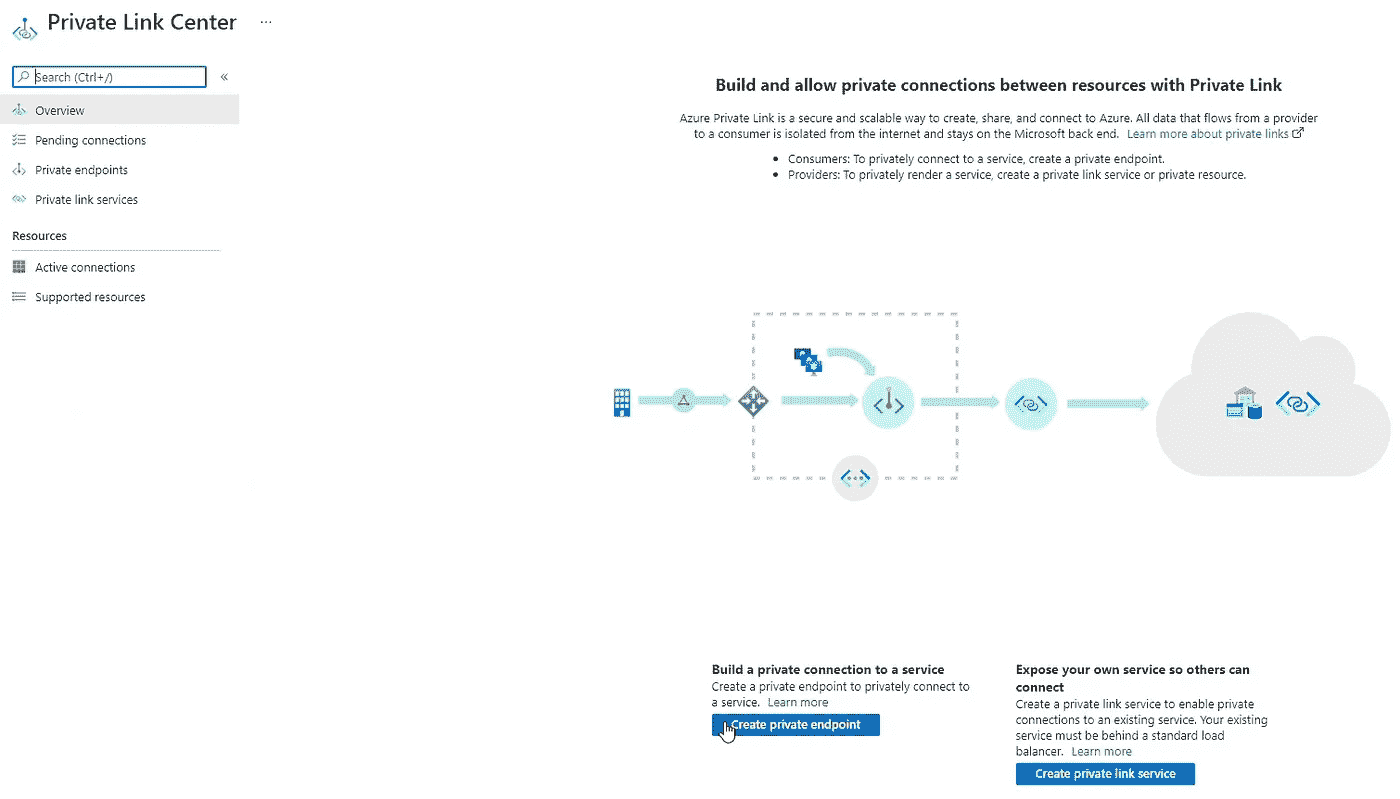 Private Link Center ...
Search (Ctrl+/)
«
Overview
Pending connections
Private endpoints
Private link services
Resources
Active connections
Supported resources
Build and allow private connections between resources with Private Link
Azure Private Link is a secure and scalable way to create, share, and connect to Azure. All data that flows from a provider
to a consumer is isolated from the internet and stays on the Microsoft back end. Learn more about private links
• Consumers: To privately connect to a service, create a private endpoint.
• Providers: To privately render a service, create a private link service or private resource.
Build a private connection to a service
Create a private endpoint to privately connect to
a service. Learn more
Create private endpoint
Expose your own service so others can
connect
Create a private link service to enable private
connections to an existing service. Your existing
service must be behind a standard load
balancer. Learn more
Create private link service